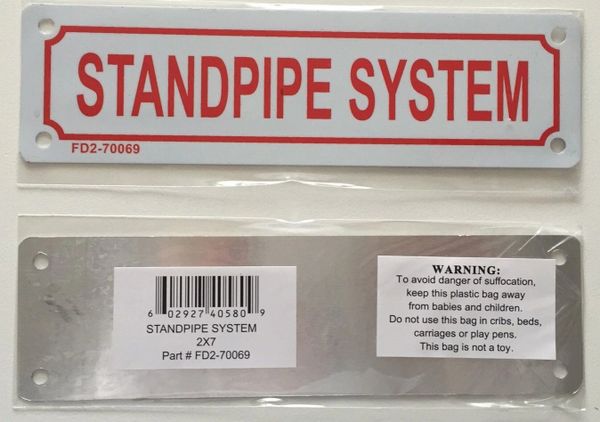 STANDPIPE SYSTEM
FD2-70069
6 02927 40580 9
STANDPIPE SYSTEM
2X7
Part # FD2-70069
WARNING:
To avoid danger of suffocation,
keep this plastic bag away
from babies and children.
Do not use this bag in cribs, beds,
carriages or play pens.
This bag is not a toy.